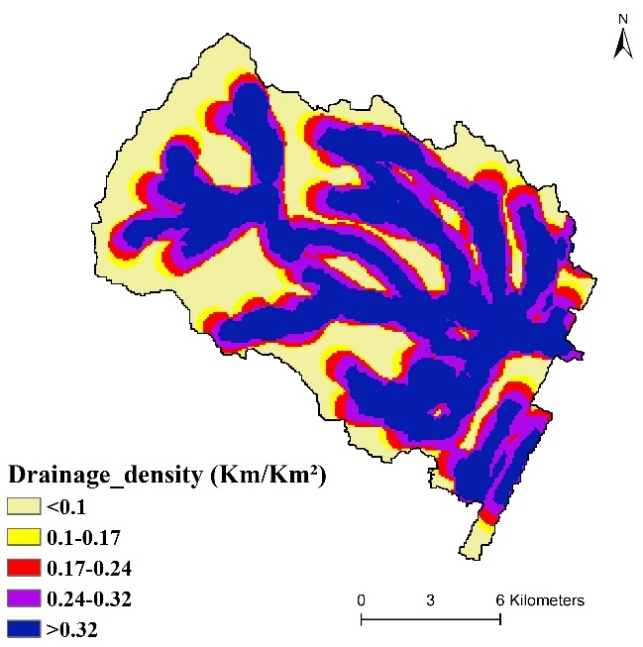 N
Drainage_density (Km/Km²)
<0.1
0.1-0.17
0.17-0.24
0.24-0.32
>0.32
0 3 6 Kilometers